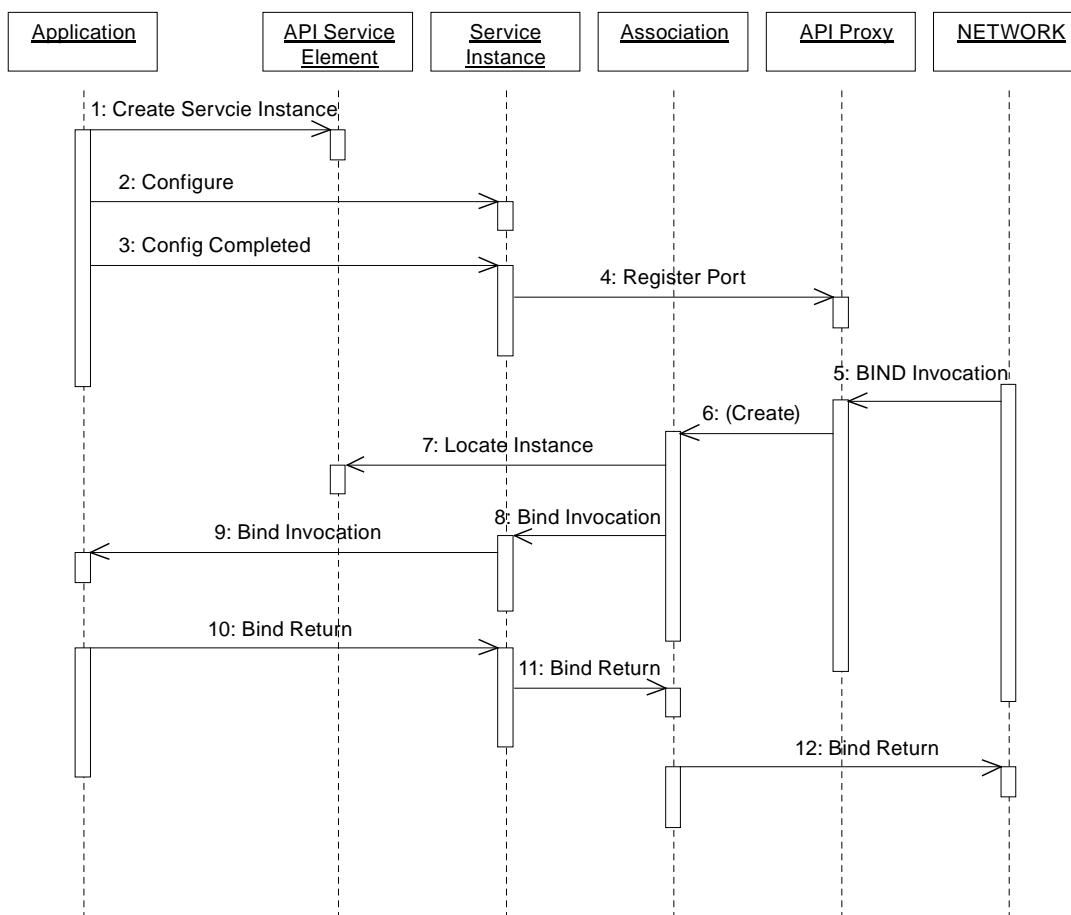 Application
API Service
Element
Service
Instance
Association
API Proxy
NETWORK
1: Create Servcie Instance
2: Configure
3: Config Completed
4: Register Port
5: BIND Invocation
6: (Create)
7: Locate Instance
8: Bind Invocation
9: Bind Invocation
10: Bind Return
11: Bind Return
12: Bind Return